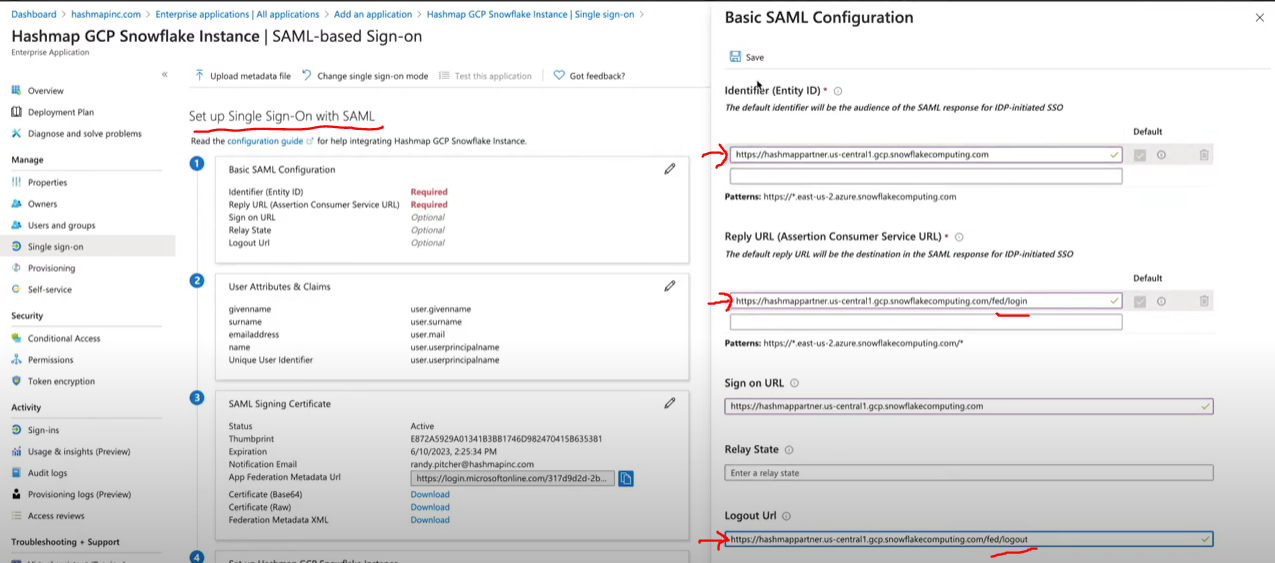 Dashboard > hashmapinc.com > Enterprise applications | All applications > Add an application > Hashmap GCP Snowflake Instance | Single sign-on >
Hashmap GCP Snowflake Instance | SAML-based Sign-on
Enterprise Application
«
Overview
Deployment Plan
Diagnose and solve problems
Manage
Properties
Owners
Users and groups
Single sign-on
Provisioning
Self-service
Security
Conditional Access
Permissions
Token encryption
Activity
Sign-ins
Usage & insights (Preview)
Audit logs
Provisioning logs (Preview)
Access reviews
Troubleshooting + Support
Upload metadata file Change single sign-on mode Test this application Got feedback?
Set up Single Sign-On with SAML
Read the configuration guide for help integrating Hashmap GCP Snowflake Instance.
1
Basic SAML Configuration
Identifier (Entity ID) Required
Reply URL (Assertion Consumer Service URL) Required
Sign on URL Optional
Relay State Optional
Logout Url Optional
2
User Attributes & Claims
givenname user.givenname
surname user.surname
emailaddress user.mail
name user.userprincipalname
Unique User Identifier user.userprincipalname
3
SAML Signing Certificate
Status Active
Thumbprint E872A5929A01341B3BB1746D9824704158635381
Expiration 6/10/2023, 2:25:34 PM
Notification Email randy.pitcher@hashmapinc.com
App Federation Metadata Url https://login.microsoftonline.com/317d9d2d-2b...
Certificate (Base64) Download
Certificate (Raw) Download
Federation Metadata XML Download
4
Basic SAML Configuration
Save
Identifier (Entity ID) *
The default identifier will be the audience of the SAML response for IDP-initiated SSO
Default
https://hashmappartner.us-central1.gcp.snowflakecomputing.com
Patterns: https://*.east-us-2.azure.snowflakecomputing.com
Reply URL (Assertion Consumer Service URL) *
The default reply URL will be the destination in the SAML response for IDP-initiated SSO
Default
https://hashmappartner.us-central1.gcp.snowflakecomputing.com/fed/login
Patterns: https://*.east-us-2.azure.snowflakecomputing.com/*
Sign on URL
https://hashmappartner.us-central1.gcp.snowflakecomputing.com
Relay State
Enter a relay state
Logout Url
https://hashmappartner.us-central1.gcp.snowflakecomputing.com/fed/logout